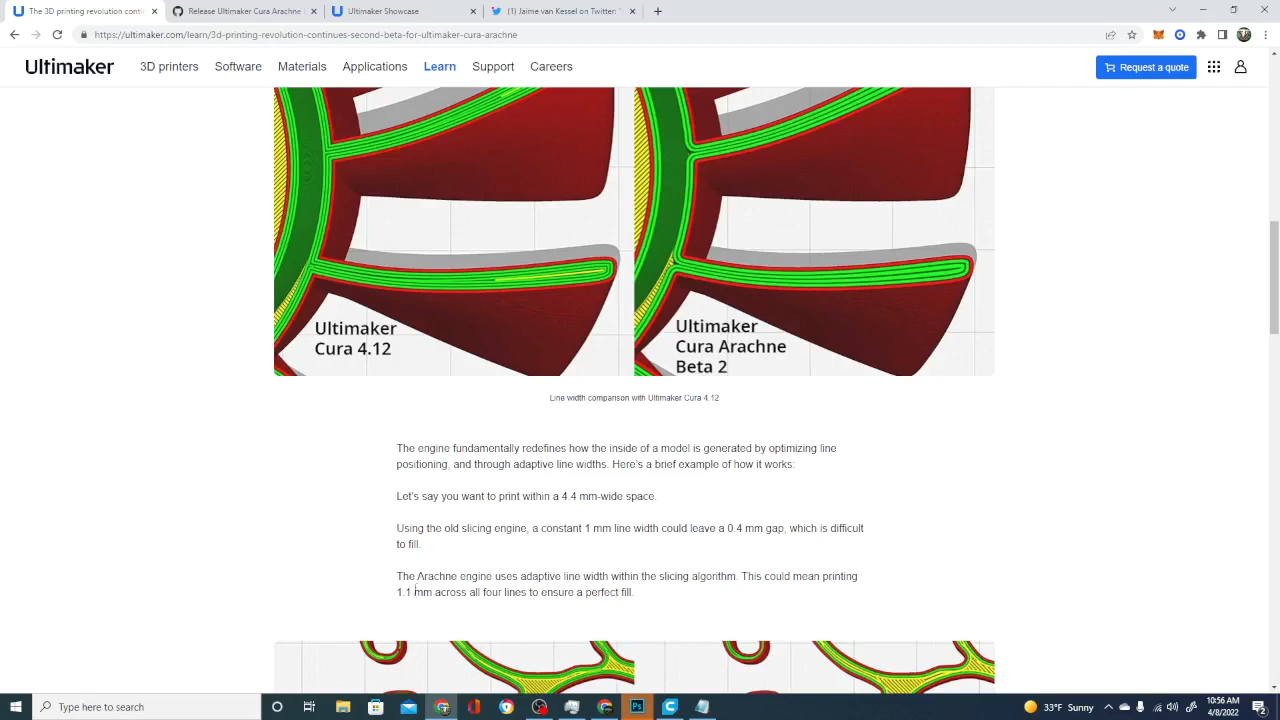 The 3D printing revolution conti
Release Ultimaker Cura Arachne
Ultimaker Showcase
(1) Jaime van Kessel on Twitter: "
https://ultimaker.com/learn/3d-printing-revolution-continues-second-beta-for-ultimaker-cura-arachne
Ultimaker
3D printers
Software
Materials
Applications
Learn
Support
Careers
Request a quote
Ultimaker
Cura 4.12
Ultimaker
Cura Arachne
Beta 2
Line width comparison with Ultimaker Cura 4.12
The engine fundamentally redefines how the inside of a model is generated by optimizing line
positioning, and through adaptive line widths. Here's a brief example of how it works:
Let's say you want to print within a 4.4 mm-wide space.
Using the old slicing engine, a constant 1 mm line width could leave a 0.4 mm gap, which is difficult
to fill.
The Arachne engine uses adaptive line width within the slicing algorithm. This could mean printing
1.1 mm across all four lines to ensure a perfect fill.
Type here to search
33°F Sunny
10:56 AM
4/8/2022
2